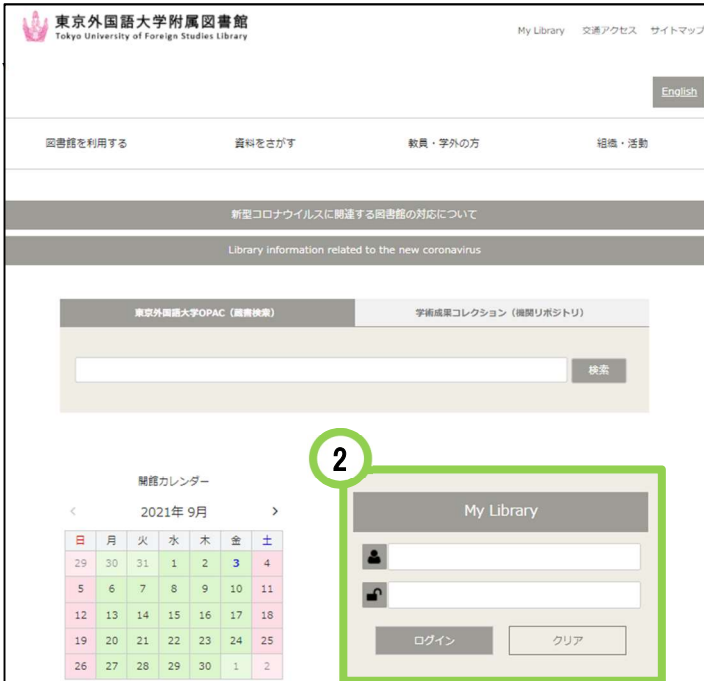 東京外国語大学附属図書館
Tokyo University of Foreign Studies Library
My Library 交通アクセス サイトマップ
English
図書館を利用する 資料をさがす 教員・学外の方 組織・活動
新型コロナウイルスに関連する図書館の対応について
Library information related to the new coronavirus
東京外国語大学OPAC（図書検索） 学術成果コレクション（機関リポジトリ）
検索
2
開館カレンダー
< 2021年 9月 >
日 月 火 水 木 金 土
29 30 31 1 2 3 4
5 6 7 8 9 10 11
12 13 14 15 16 17 18
19 20 21 22 23 24 25
26 27 28 29 30 1 2
My Library
ログイン クリア